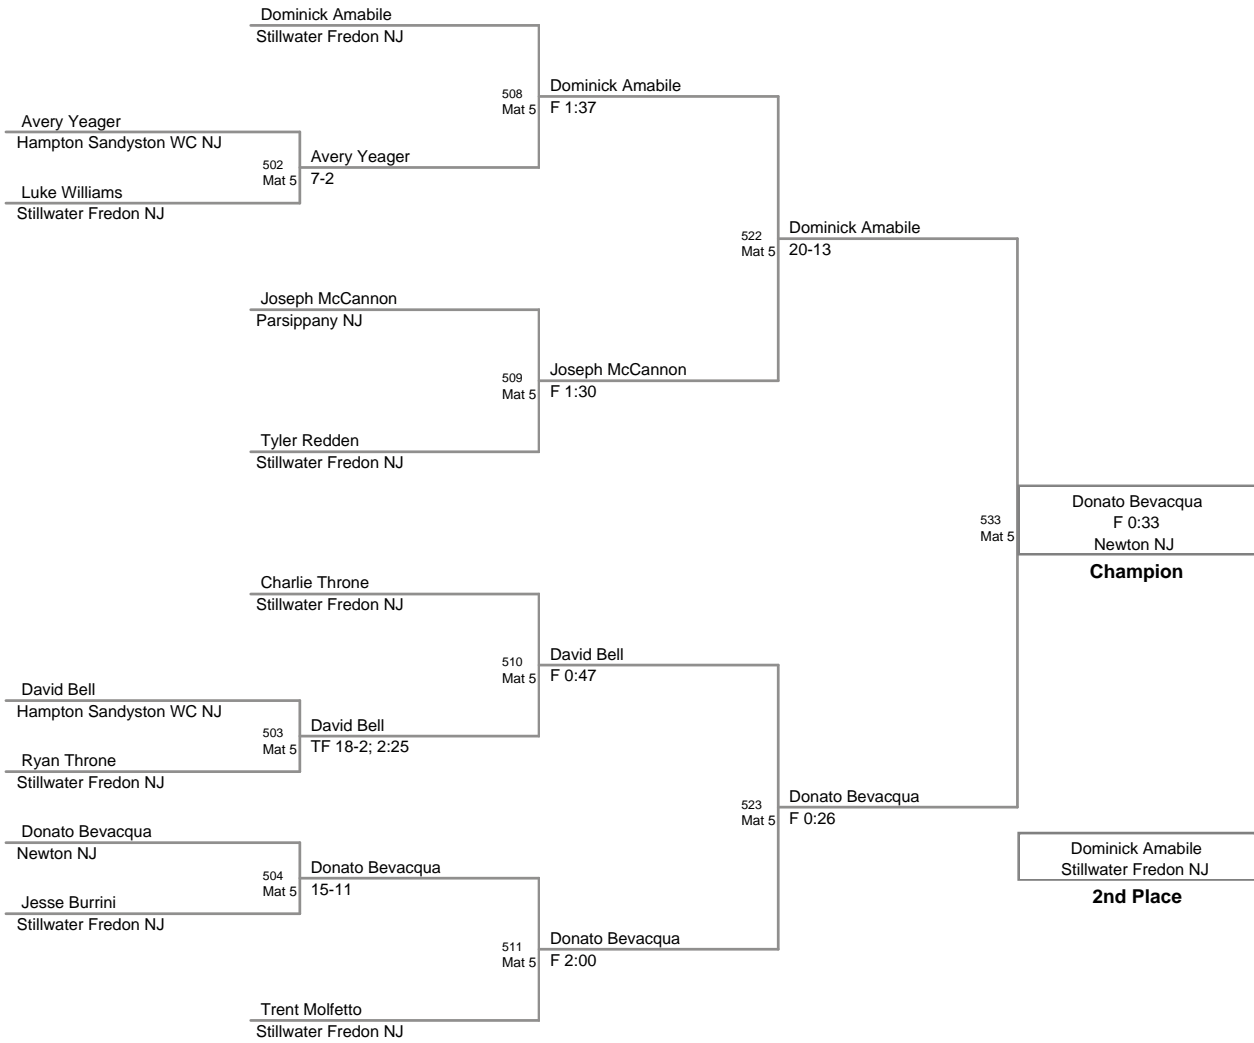 Dominick Amabile
Stillwater Fredon NJ
508
Mat 5
Dominick Amabile
F 1:37
Avery Yeager
Hampton Sandyston WC NJ
502
Mat 5
Avery Yeager
7-2
Luke Williams
Stillwater Fredon NJ
522
Mat 5
Dominick Amabile
20-13
Joseph McCannon
Parsippany NJ
509
Mat 5
Joseph McCannon
F 1:30
Tyler Redden
Stillwater Fredon NJ
533
Mat 5
Donato Bevacqua
F 0:33
Newton NJ
Champion
Charlie Throne
Stillwater Fredon NJ
510
Mat 5
David Bell
F 0:47
David Bell
Hampton Sandyston WC NJ
503
Mat 5
David Bell
TF 18-2; 2:25
Ryan Throne
Stillwater Fredon NJ
523
Mat 5
Donato Bevacqua
F 0:26
Donato Bevacqua
Newton NJ
504
Mat 5
Donato Bevacqua
15-11
Jesse Burrini
Stillwater Fredon NJ
Dominick Amabile
Stillwater Fredon NJ
2nd Place
511
Mat 5
Donato Bevacqua
F 2:00
Trent Molfetto
Stillwater Fredon NJ